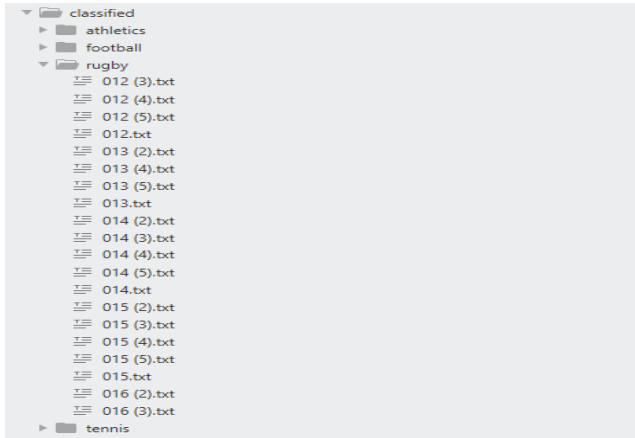 classified
athletics
football
rugby
012 (3).txt
012 (4).txt
012 (5).txt
012.txt
013 (2).txt
013 (4).txt
013 (5).txt
013.txt
014 (2).txt
014 (3).txt
014 (4).txt
014 (5).txt
014.txt
015 (2).txt
015 (3).txt
015 (4).txt
015 (5).txt
015.txt
016 (2).txt
016 (3).txt
tennis